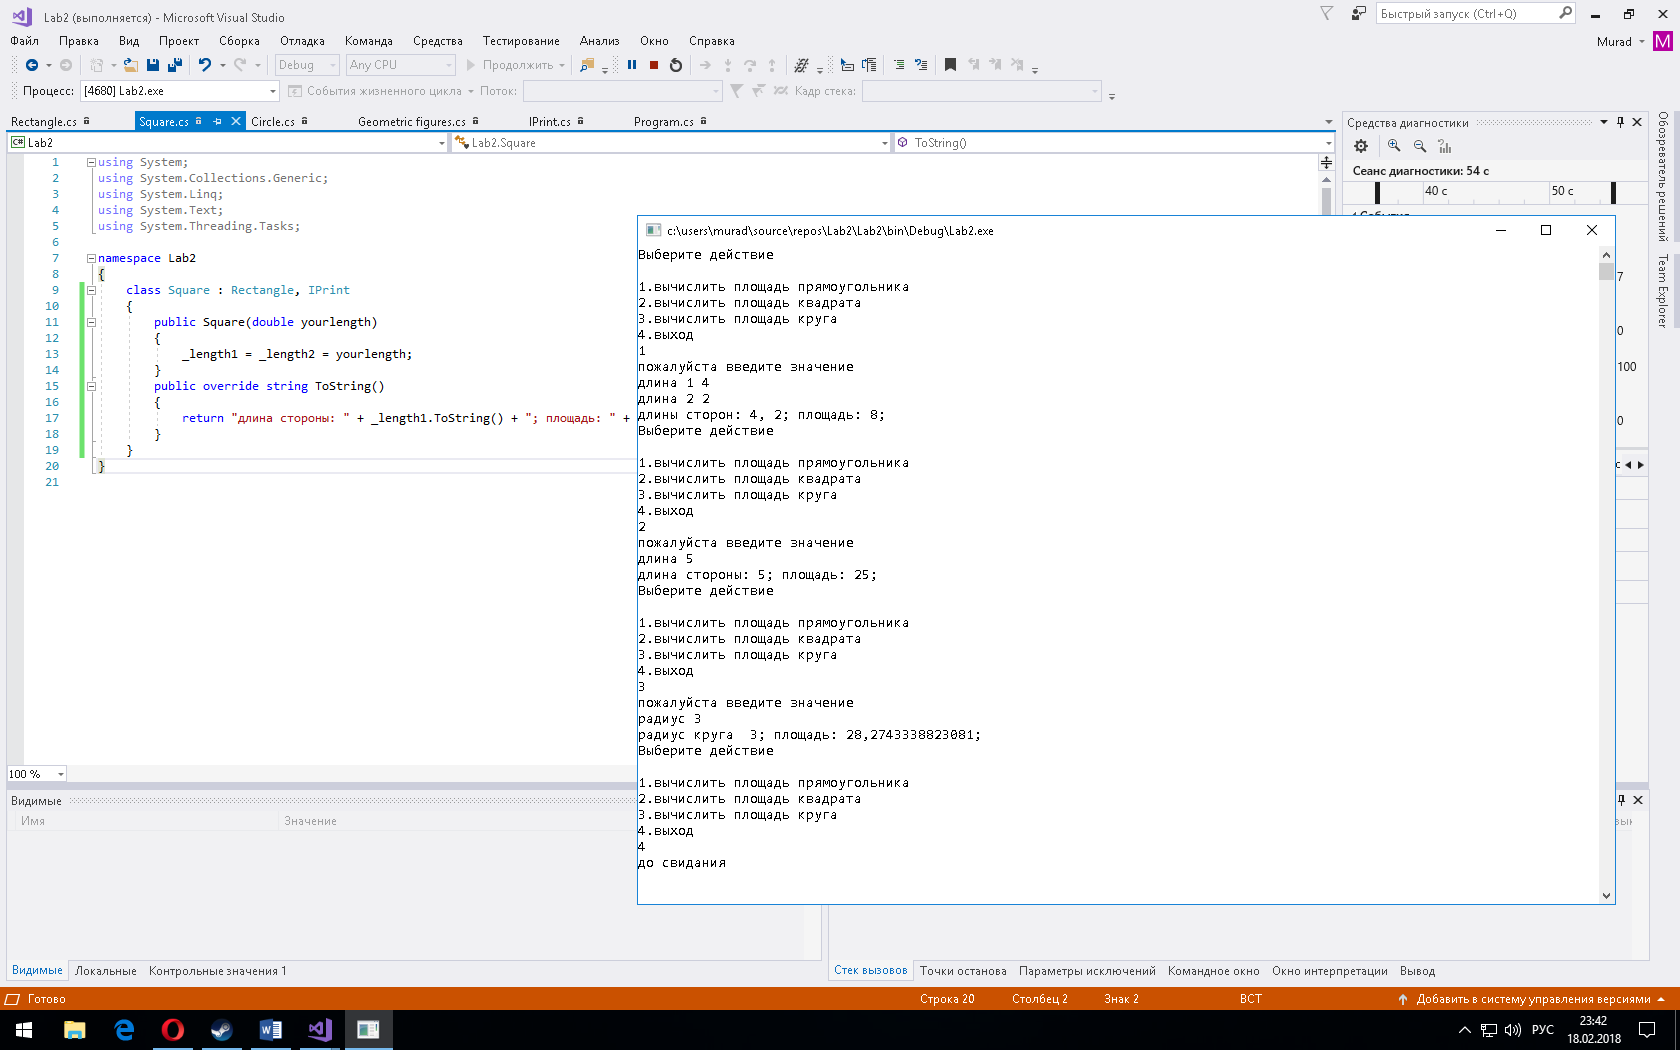 Lab2 (выполняется) - Microsoft Visual Studio
Быстрый запуск (Ctrl+Q)
Файл Правка Вид Проект Сборка Отладка Команда Средства Тестирование Анализ Окно Справка
Murad M
Debug Any CPU Продолжить
Процесс: [4680] Lab2.exe События жизненного цикла Поток: Кадр стека:
Rectangle.cs Square.cs Circle.cs Geometric figures.cs IPrint.cs Program.cs
C# Lab2 Lab2.Square ToString()
1 using System;
2 using System.Collections.Generic;
3 using System.Linq;
4 using System.Text;
5 using System.Threading.Tasks;
6
7 namespace Lab2
8 {
9 class Square : Rectangle, IPrint
10 {
11 public Square(double yourlength)
12 {
13 _length1 = _length2 = yourlength;
14 }
15 public override string ToString()
16 {
17 return "длина стороны: " + _length1.ToString() + "; площадь: " +
18 }
19 }
20 }
21
100 %
Средства диагностики
Сеанс диагностики: 54 с
40 с 50 с
События
7
0
100
0
с
Обозреватель решений
Team Explorer
c:\users\murad\source\repos\Lab2\Lab2\bin\Debug\Lab2.exe
Выберите действие
1.вычислить площадь прямоугольника
2.вычислить площадь квадрата
3.вычислить площадь круга
4.выход
1
пожалуйста введите значение
длина 1 4
длина 2 2
длины сторон: 4, 2; площадь: 8;
Выберите действие
1.вычислить площадь прямоугольника
2.вычислить площадь квадрата
3.вычислить площадь круга
4.выход
2
пожалуйста введите значение
длина 5
длина стороны: 5; площадь: 25;
Выберите действие
1.вычислить площадь прямоугольника
2.вычислить площадь квадрата
3.вычислить площадь круга
4.выход
3
пожалуйста введите значение
радиус 3
радиус круга  3; площадь: 28,2743338823081;
Выберите действие
1.вычислить площадь прямоугольника
2.вычислить площадь квадрата
3.вычислить площадь круга
4.выход
4
до свидания
Видимые
Имя Значение
Видимые Локальные Контрольные значения 1
Стек вызовов Точки останова Параметры исключений Командное окно Окно интерпретации Вывод
Готово Строка 20 Столбец 2 Знак 2 ВСТ Добавить в систему управления версиями
РУС
23:42
18.02.2018